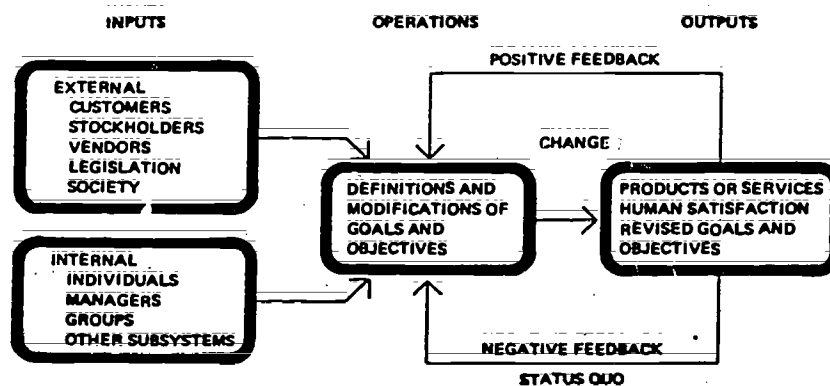 INPUTS
OPERATIONS
OUTPUTS
POSITIVE FEEDBACK
CHANGE
EXTERNAL
CUSTOMERS
STOCKHOLDERS
VENDORS
LEGISLATION
SOCIETY
INTERNAL
INDIVIDUALS
MANAGERS
GROUPS
OTHER SUBSYSTEMS
DEFINITIONS AND
MODIFICATIONS OF
GOALS AND
OBJECTIVES
PRODUCTS OR SERVICES
HUMAN SATISFACTION
REVISED GOALS AND
OBJECTIVES
NEGATIVE FEEDBACK
STATUS QUO